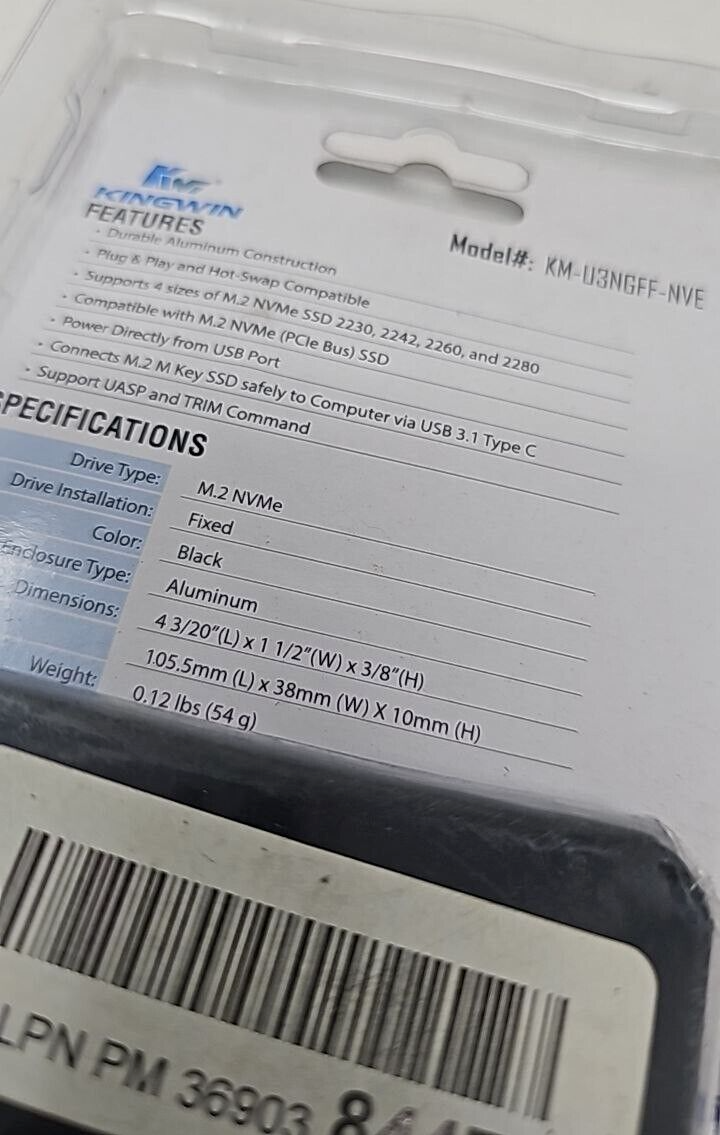 KW
KINGWIN
Model#: KM-U3NGFF-NVE
FEATURES
· Durable Aluminum Construction
· Plug & Play and Hot-Swap Compatible
· Supports 4 sizes of M.2 NVMe SSD 2230, 2242, 2260, and 2280
· Compatible with M.2 NVMe (PCIe Bus) SSD
· Power Directly from USB Port
· Connects M.2 M Key SSD safely to Computer via USB 3.1 Type C
· Support UASP and TRIM Command
SPECIFICATIONS
Drive Type: M.2 NVMe
Drive Installation: Fixed
Color: Black
Enclosure Type: Aluminum
Dimensions: 4 3/20"(L) x 1 1/2"(W) x 3/8"(H)
105.5mm (L) x 38mm (W) X 10mm (H)
Weight: 0.12 lbs (54 g)
LPN PM 36903